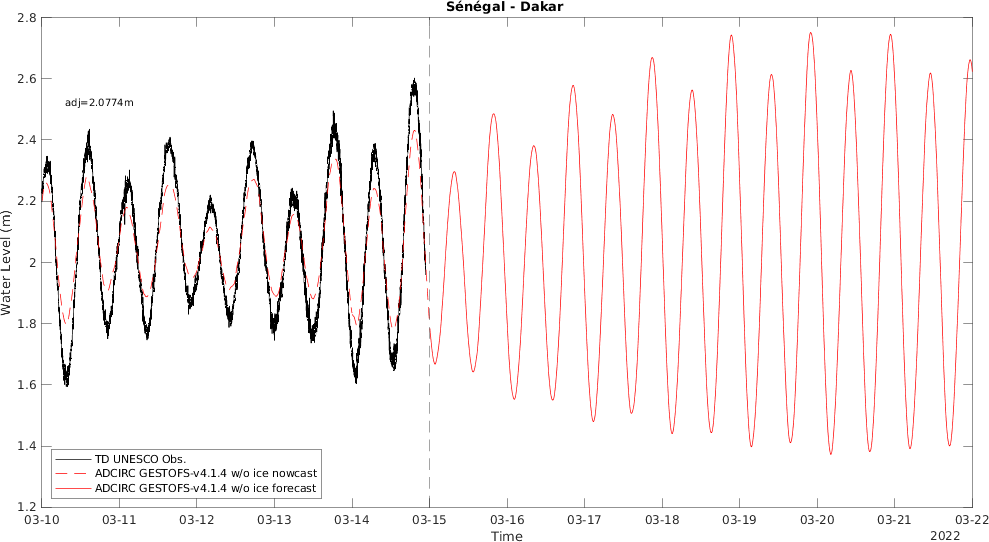 Sénégal - Dakar
2.8
2.6
2.4
2.2
2
1.8
1.6
1.4
1.2
Water Level (m)
adj=2.0774m
TD UNESCO Obs.
ADCIRC GESTOFS-v4.1.4 w/o ice nowcast
ADCIRC GESTOFS-v4.1.4 w/o ice forecast
03-10 03-11 03-12 03-13 03-14 03-15 03-16 03-17 03-18 03-19 03-20 03-21 03-22
Time
2022